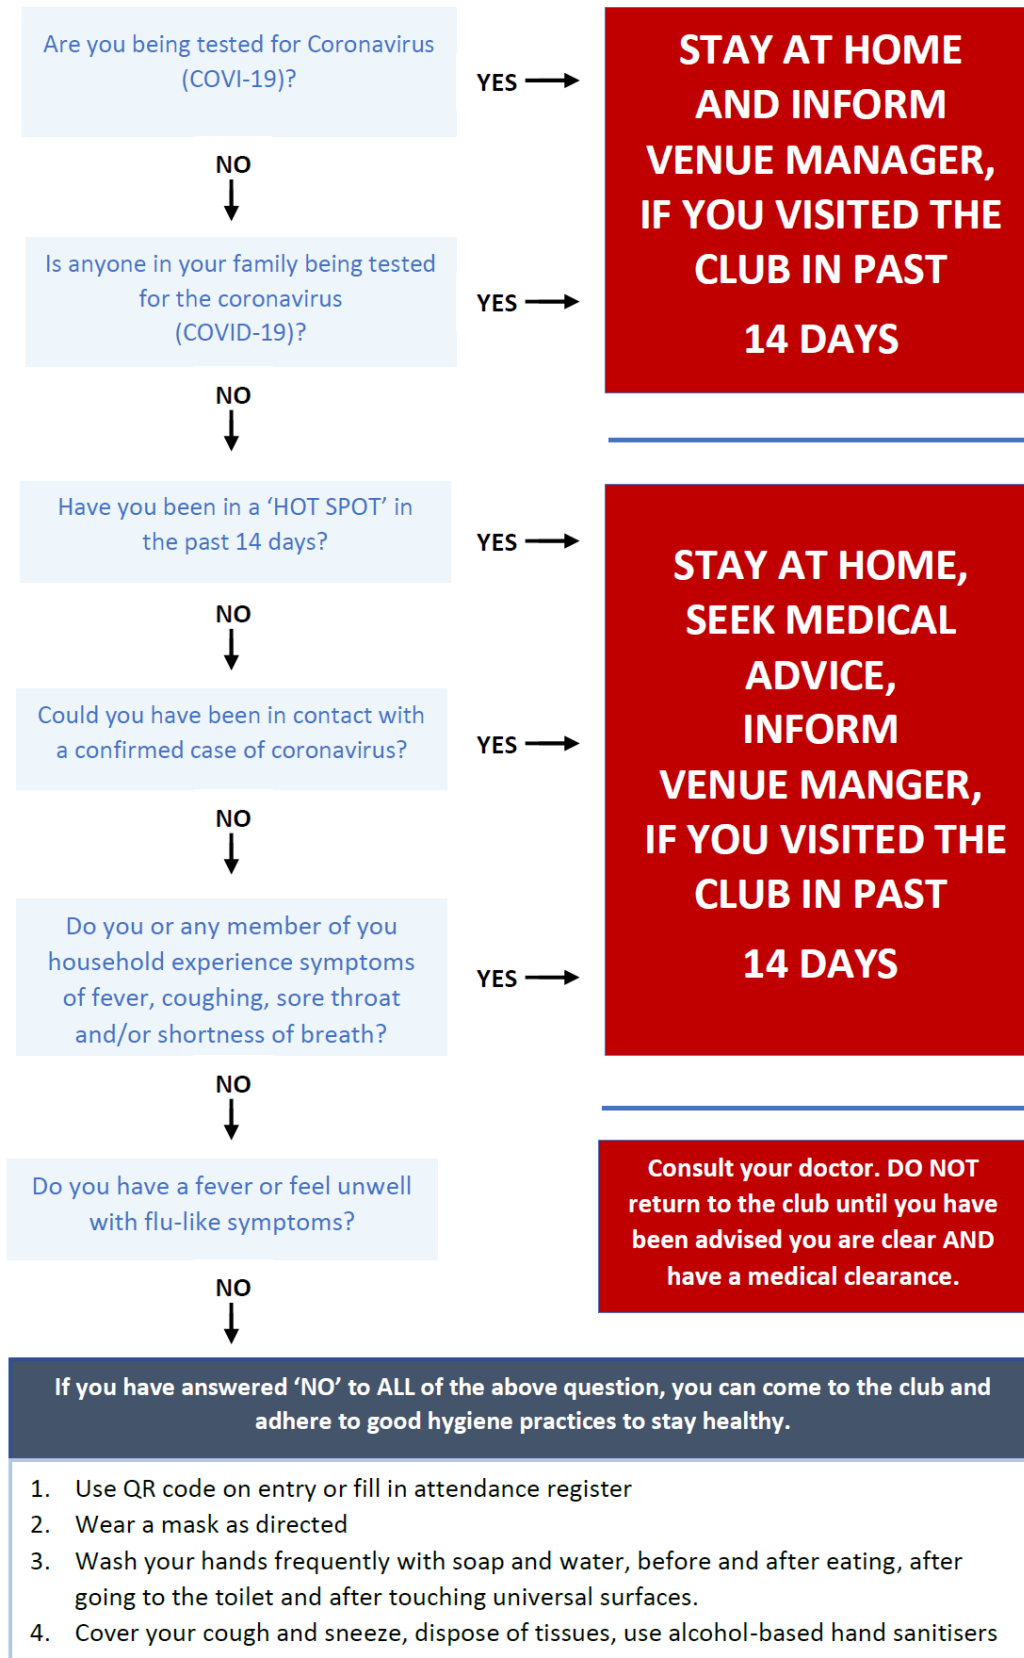 Are you being tested for Coronavirus
(COVI-19)?
YES
STAY AT HOME
AND INFORM
VENUE MANAGER,
IF YOU VISITED THE
CLUB IN PAST
14 DAYS
NO
Is anyone in your family being tested
for the coronavirus
(COVID-19)?
YES
NO
Have you been in a ‘HOT SPOT’ in
the past 14 days?
YES
STAY AT HOME,
SEEK MEDICAL
ADVICE,
INFORM
VENUE MANGER,
IF YOU VISITED THE
CLUB IN PAST
14 DAYS
NO
Could you have been in contact with
a confirmed case of coronavirus?
YES
NO
Do you or any member of you
household experience symptoms
of fever, coughing, sore throat
and/or shortness of breath?
YES
NO
Do you have a fever or feel unwell
with flu-like symptoms?
Consult your doctor. DO NOT
return to the club until you have
been advised you are clear AND
have a medical clearance.
NO
If you have answered ‘NO’ to ALL of the above question, you can come to the club and
adhere to good hygiene practices to stay healthy.
1. Use QR code on entry or fill in attendance register
2. Wear a mask as directed
3. Wash your hands frequently with soap and water, before and after eating, after
going to the toilet and after touching universal surfaces.
4. Cover your cough and sneeze, dispose of tissues, use alcohol-based hand sanitisers